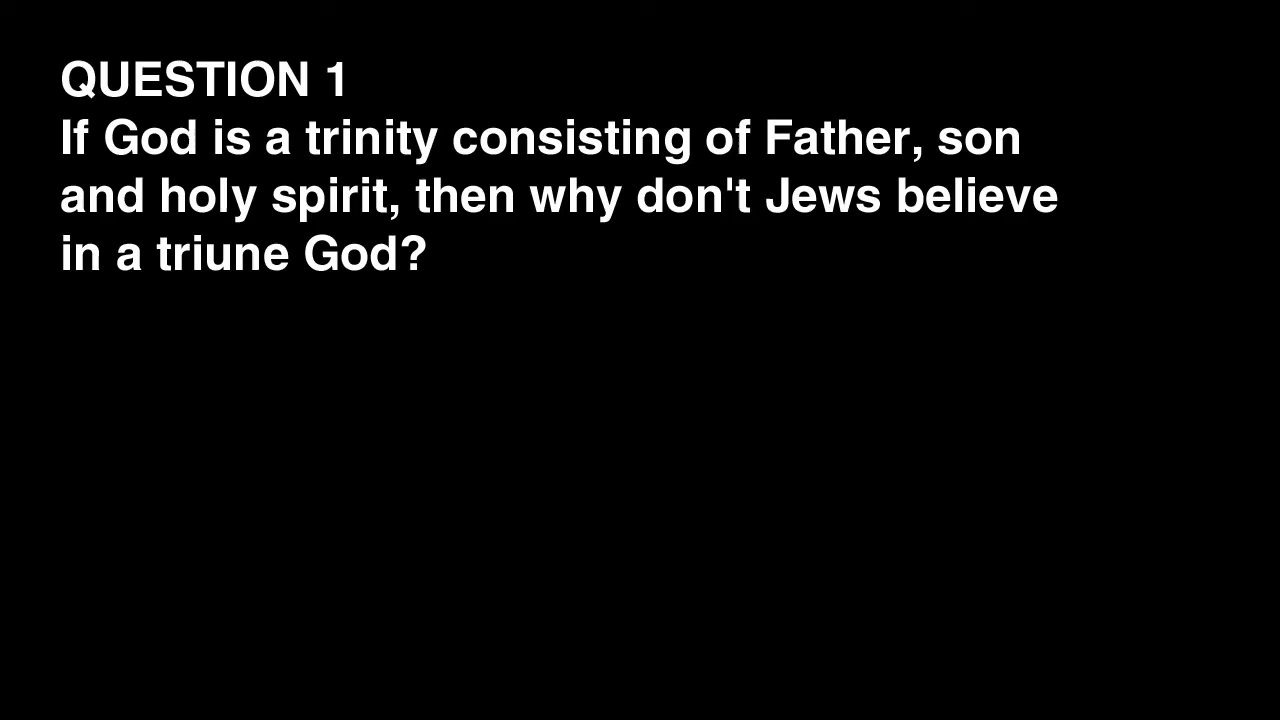 QUESTION 1
If God is a trinity consisting of Father, son
and holy spirit, then why don't Jews believe
in a triune God?